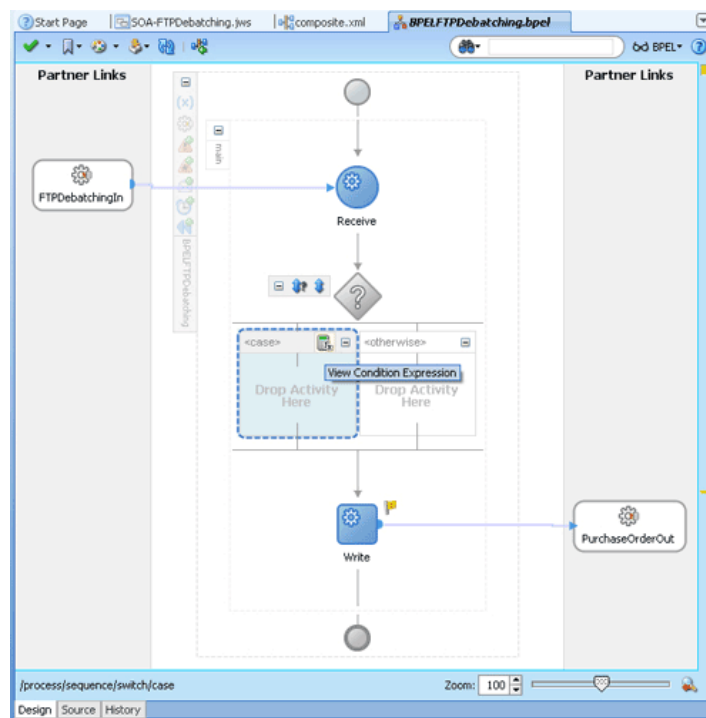 Start Page
SOA-FTPDebatching.jws
composite.xml
BPELFTPDebatching.bpel
BPEL
Partner Links
Partner Links
(x)
main
FTPDebatchingIn
Receive
BPELFTPDebatching
<case>
<otherwise>
View Condition Expression
Drop Activity
Here
Drop Activity
Here
Write
PurchaseOrderOut
/process/sequence/switch/case
Zoom: 100
Design Source History